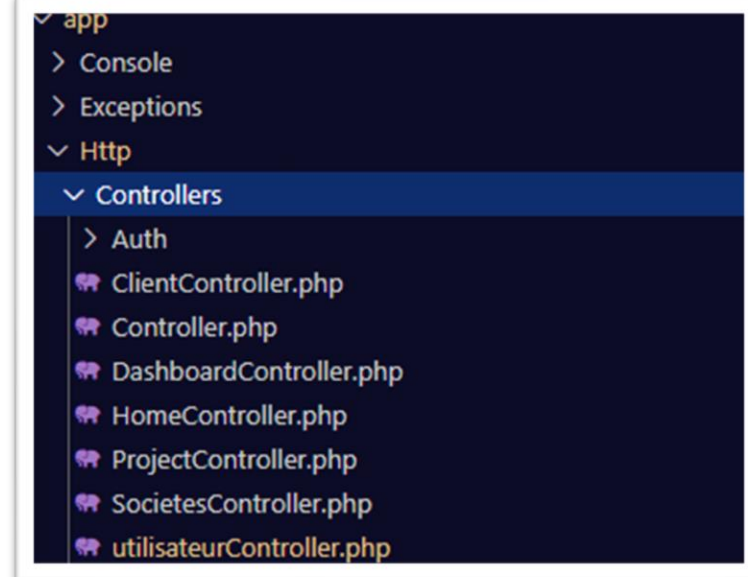 app
Console
Exceptions
Http
Controllers
Auth
ClientController.php
Controller.php
DashboardController.php
HomeController.php
ProjectController.php
SocietesController.php
utilisateurController.php